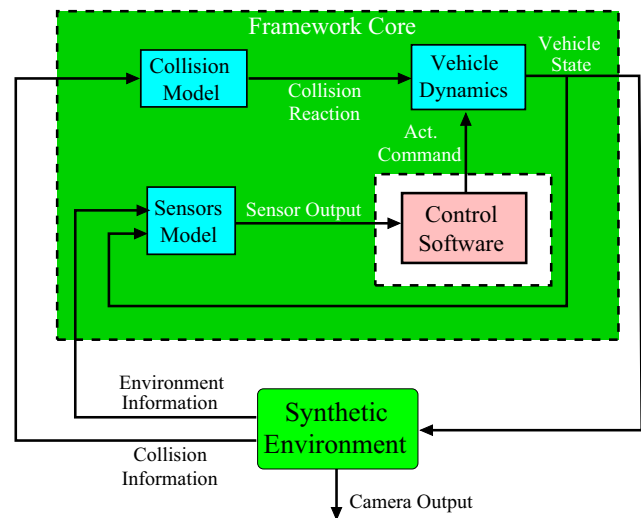 Framework Core
Collision
Model
Collision
Reaction
Vehicle
Dynamics
Vehicle
State
Act.
Command
Sensors
Model
Sensor Output
Control
Software
Environment
Information
Synthetic
Environment
Collision
Information
Camera Output